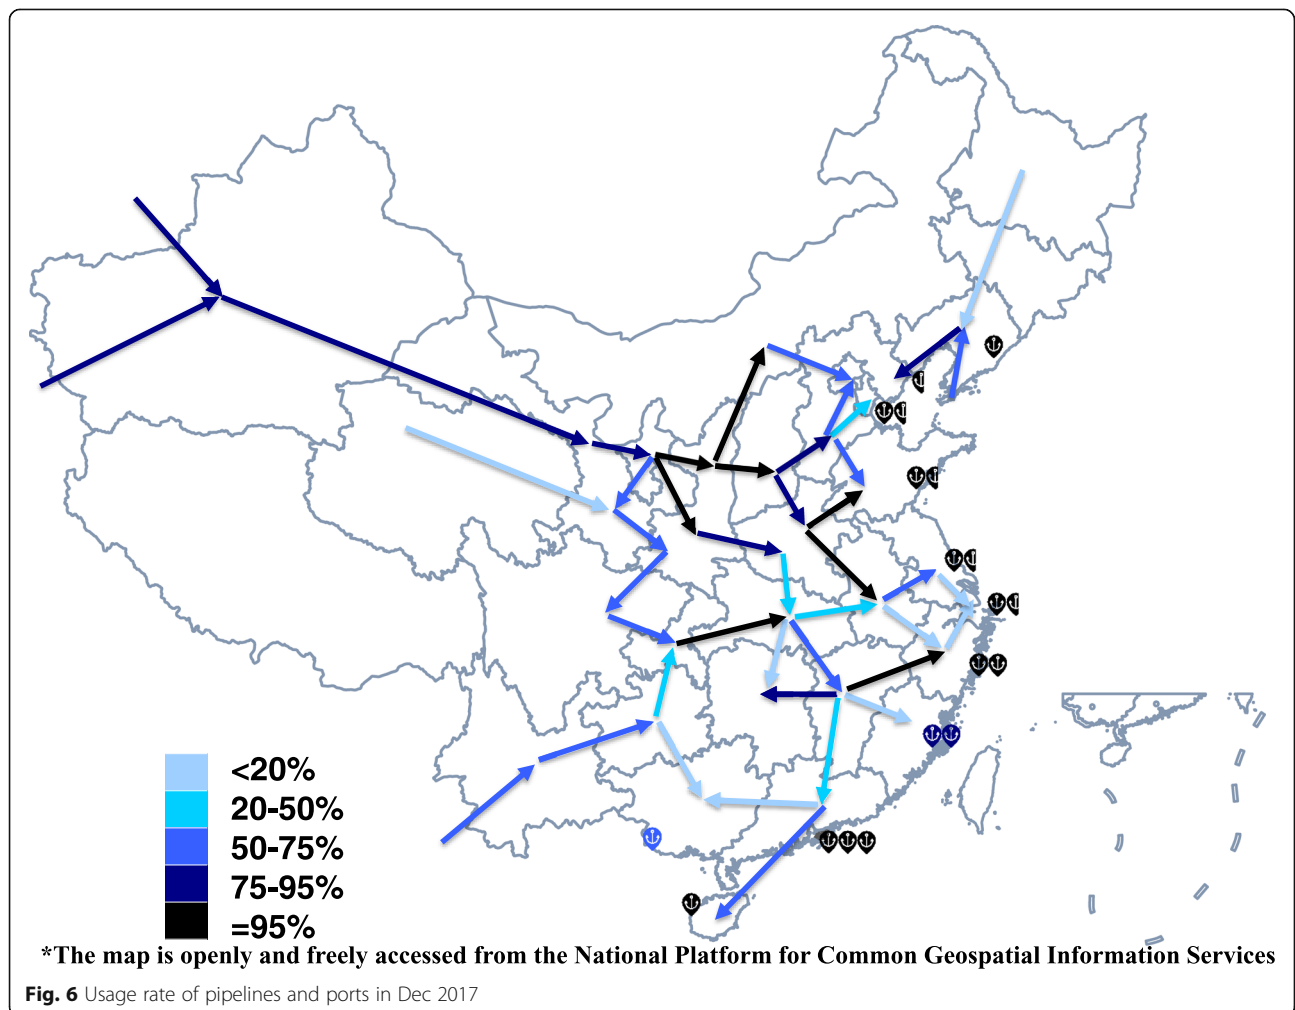 <20%
20-50%
50-75%
75-95%
=95%
*The map is openly and freely accessed from the National Platform for Common Geospatial Information Services
Fig. 6 Usage rate of pipelines and ports in Dec 2017